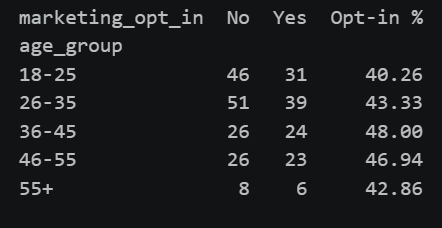 marketing_opt_in  No  Yes  Opt-in %
age_group
18-25             46   31     40.26
26-35             51   39     43.33
36-45             26   24     48.00
46-55             26   23     46.94
55+                8    6     42.86